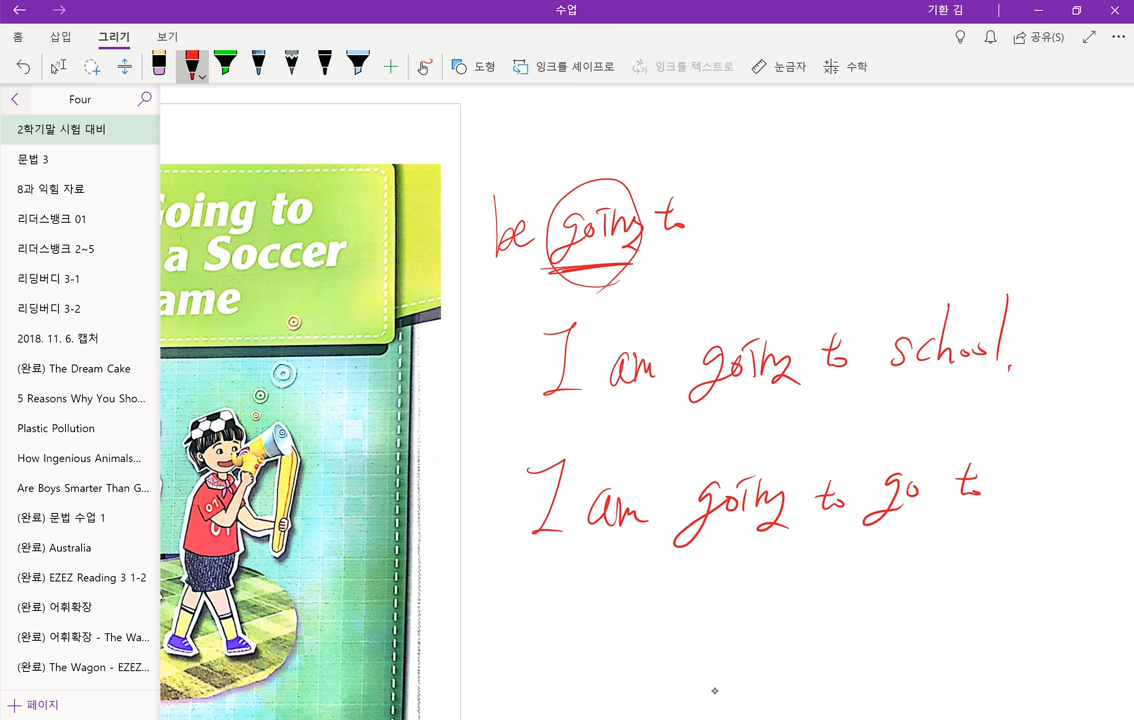 수업
기환 김
홈 삽입 그리기 보기
공유(S)
도형 잉크를 셰이프로 잉크를 텍스트로 눈금자 수학
Four
2학기말 시험 대비
문법 3
8과 익힘 자료
리더스뱅크 01
리더스뱅크 2~5
리딩버디 3-1
리딩버디 3-2
2018. 11. 6. 캡처
(완료) The Dream Cake
5 Reasons Why You Sho...
Plastic Pollution
How Ingenious Animals...
Are Boys Smarter Than G...
(완료) 문법 수업 1
(완료) Australia
(완료) EZEZ Reading 3 1-2
(완료) 어휘확장
(완료) 어휘확장 - The Wa...
(완료) The Wagon - EZEZ...
페이지
oing to
a Soccer
ame
01
01
be going to
I am going to school.
I am going to go to